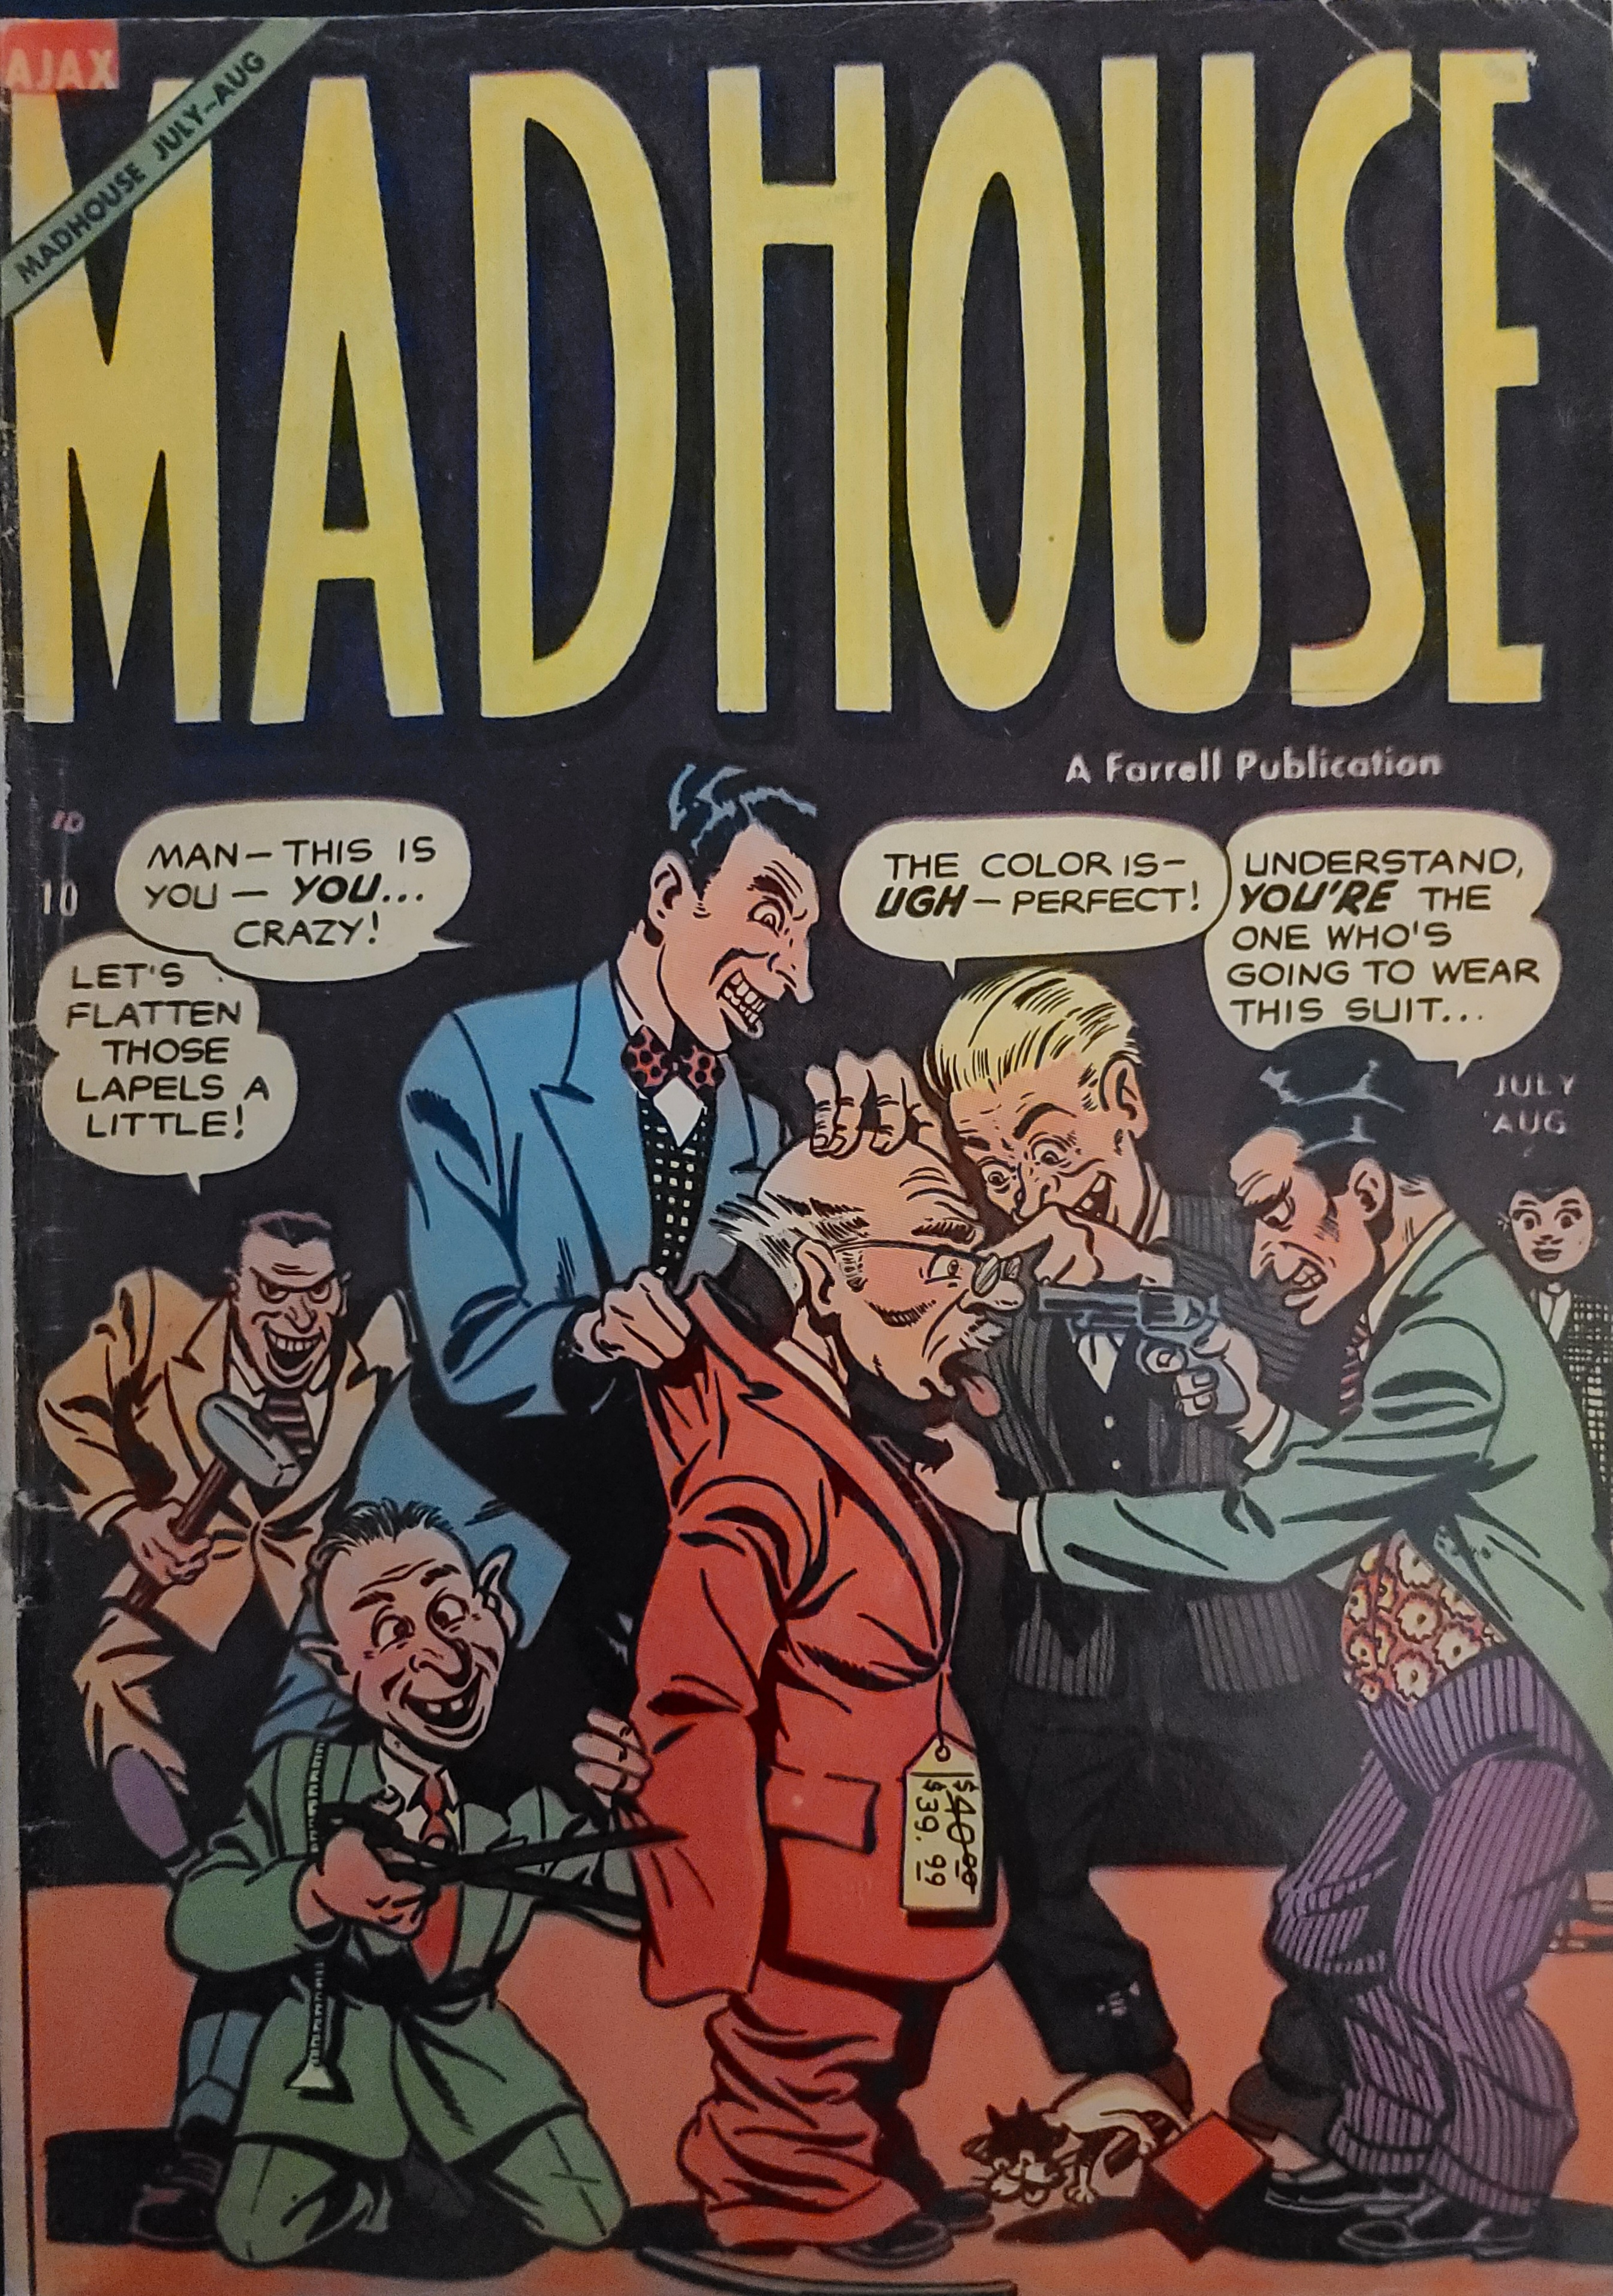 AJAX
MADHOUSE JULY-AUG
MADHOUSE
A Farrell Publication
10
MAN — THIS IS
YOU — YOU...
CRAZY!
LET'S
FLATTEN
THOSE
LAPELS A
LITTLE!
THE COLOR IS—
UGH — PERFECT!
UNDERSTAND,
YOU'RE THE
ONE WHO'S
GOING TO WEAR
THIS SUIT...
JULY
AUG
$40.00
$39.99